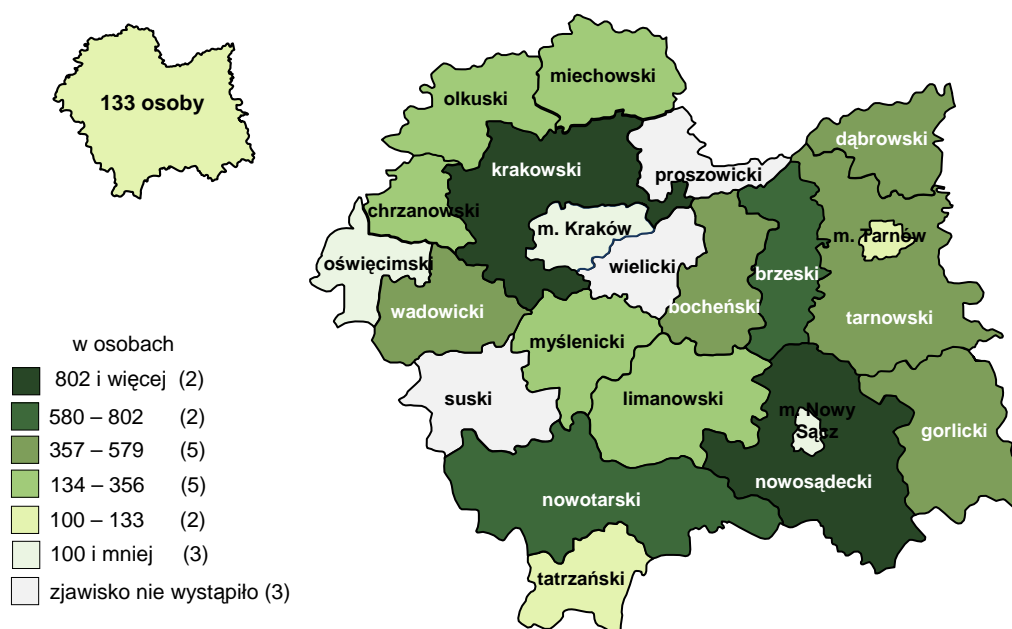 133 osoby
miechowski
olkuski
dąbrowski
krakowski
proszowicki
chrzanowski
m. Kraków
m. Tarnów
oświęcimski
wielicki
brzeski
wadowicki
bocheński
tarnowski
myślenicki
suski
limanowski
m. Nowy
Sącz
gorlicki
nowosądecki
nowotarski
tatrzański
w osobach
802 i więcej (2)
580 – 802 (2)
357 – 579 (5)
134 – 356 (5)
100 – 133 (2)
100 i mniej (3)
zjawisko nie wystąpiło (3)